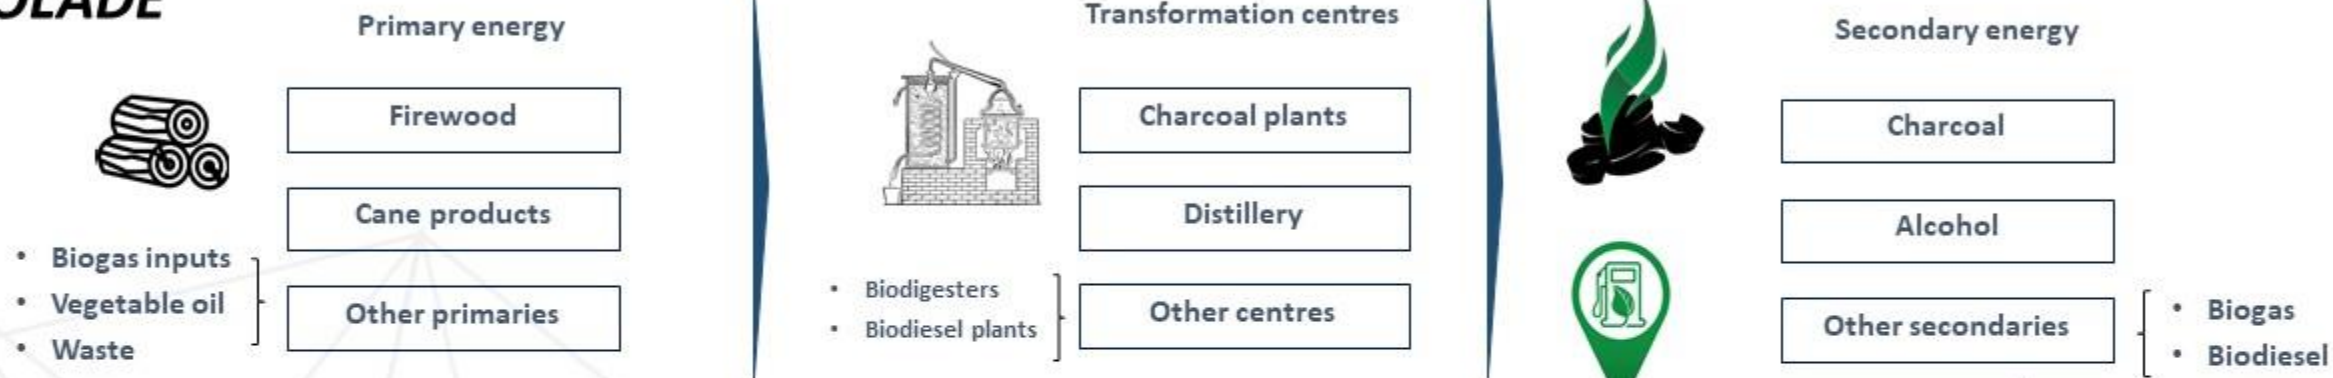 OLADE
Primary energy
Firewood
Cane products
• Biogas inputs
• Vegetable oil
• Waste
Other primaries
Transformation centres
Charcoal plants
Distillery
• Biodigesters
• Biodiesel plants
Other centres
Secondary energy
Charcoal
Alcohol
Other secondaries
• Biogas
• Biodiesel